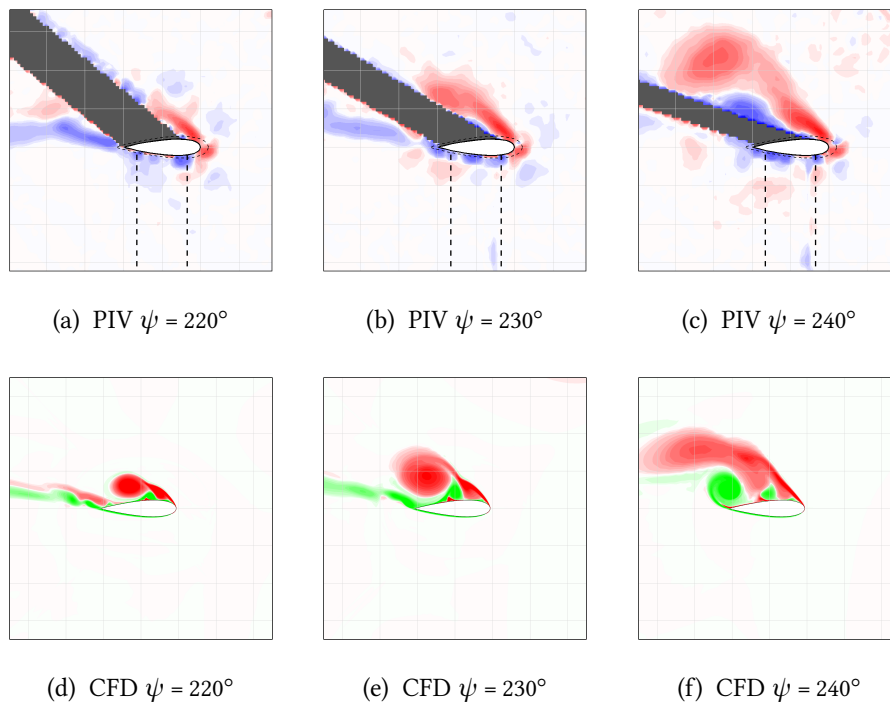 (a) PIV ψ = 220°
(b) PIV ψ = 230°
(c) PIV ψ = 240°
(d) CFD ψ = 220°
(e) CFD ψ = 230°
(f) CFD ψ = 240°